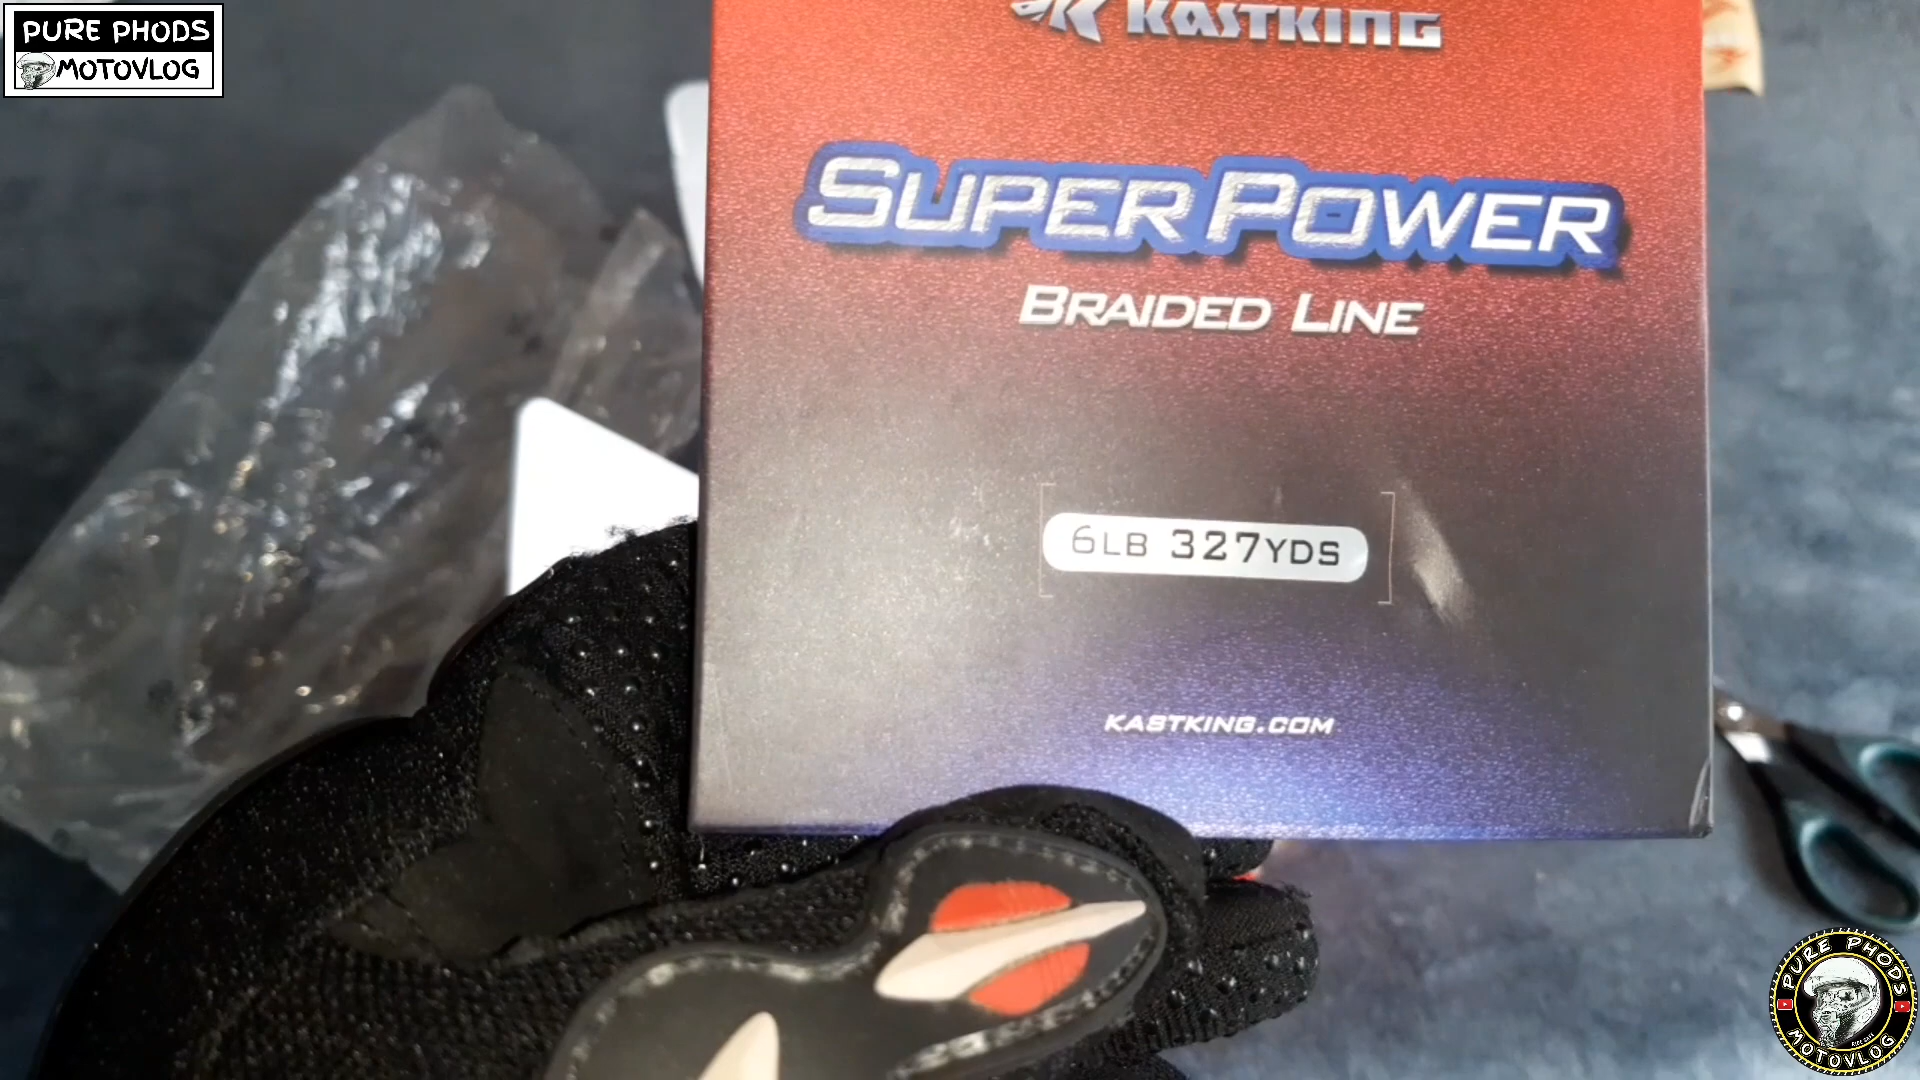 PURE PHODS
MOTOVLOG
KASTKING
SUPER POWER
BRAIDED LINE
6LB 327YDS
KASTKING.COM
PURE PHODS
MOTOVLOG